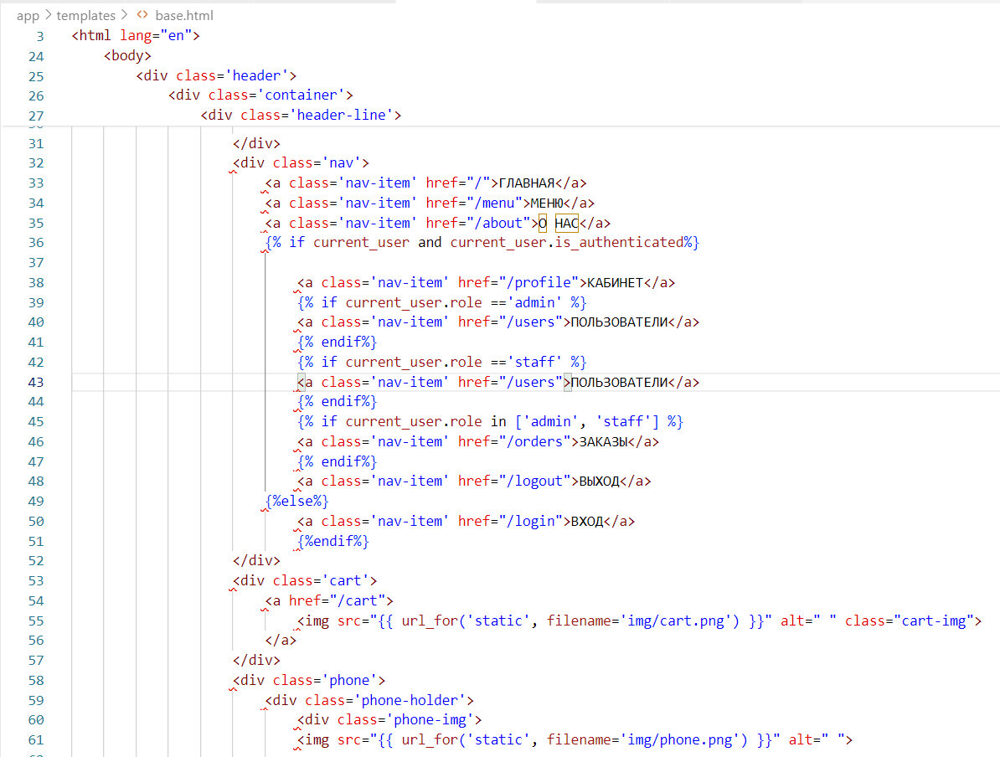 app > templates > <> base.html
3 <html lang="en">
24 <body>
25 <div class='header'>
26 <div class='container'>
27 <div class='header-line'>
31 </div>
32 <div class='nav'>
33 <a class='nav-item' href="/">ГЛАВНАЯ</a>
34 <a class='nav-item' href="/menu">МЕНЮ</a>
35 <a class='nav-item' href="/about">О НАС</a>
36 {% if current_user and current_user.is_authenticated%}
37
38 <a class='nav-item' href="/profile">КАБИНЕТ</a>
39 {% if current_user.role =='admin' %}
40 <a class='nav-item' href="/users">ПОЛЬЗОВАТЕЛИ</a>
41 {% endif%}
42 {% if current_user.role =='staff' %}
43 <a class='nav-item' href="/users">ПОЛЬЗОВАТЕЛИ</a>
44 {% endif%}
45 {% if current_user.role in ['admin', 'staff'] %}
46 <a class='nav-item' href="/orders">ЗАКАЗЫ</a>
47 {% endif%}
48 <a class='nav-item' href="/logout">ВЫХОД</a>
49 {%else%}
50 <a class='nav-item' href="/login">ВХОД</a>
51 {%endif%}
52 </div>
53 <div class='cart'>
54 <a href="/cart">
55 <img src="{{ url_for('static', filename='img/cart.png') }}" alt=" " class="cart-img">
56 </a>
57 </div>
58 <div class='phone'>
59 <div class='phone-holder'>
60 <div class='phone-img'>
61 <img src="{{ url_for('static', filename='img/phone.png') }}" alt=" ">